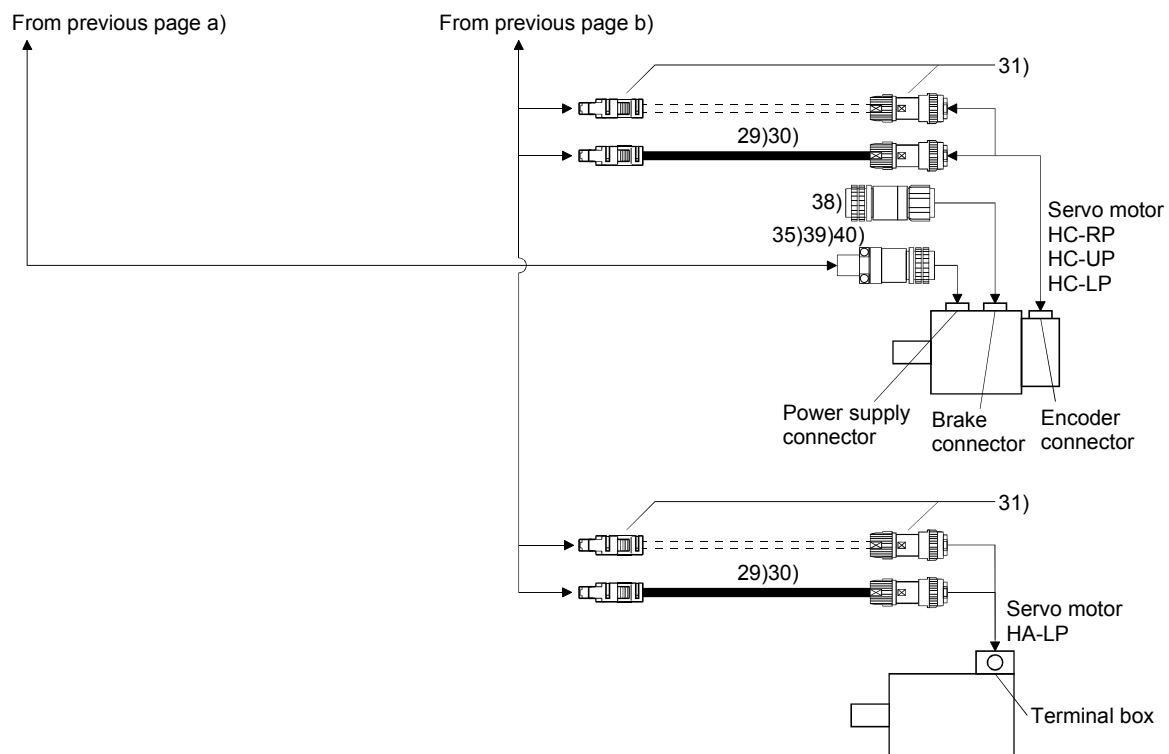 From previous page a)
From previous page b)
31)
29)30)
38)
35)39)40)
Servo motor
HC-RP
HC-UP
HC-LP
Power supply
connector
Brake
connector
Encoder
connector
31)
29)30)
Servo motor
HA-LP
Terminal box